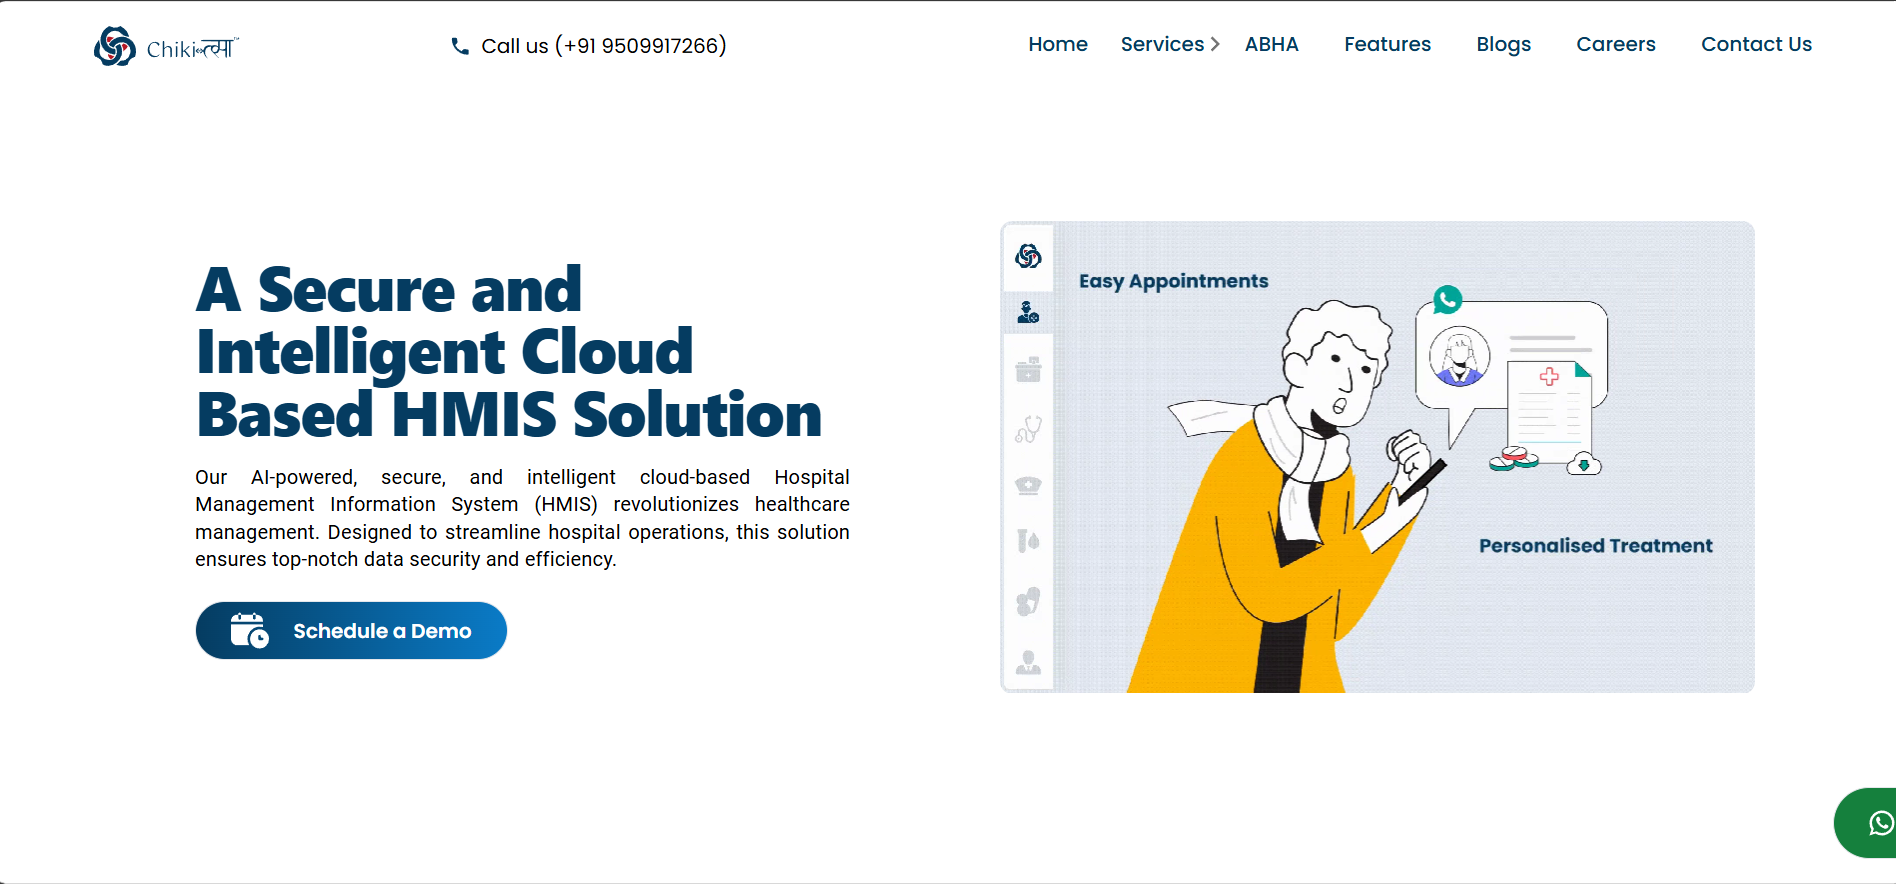 Chikiत्सा™
Call us (+91 9509917266)
Home Services ABHA Features Blogs Careers Contact Us
A Secure and
Intelligent Cloud
Based HMIS Solution
Our AI-powered, secure, and intelligent cloud-based Hospital
Management Information System (HMIS) revolutionizes healthcare
management. Designed to streamline hospital operations, this solution
ensures top-notch data security and efficiency.
Schedule a Demo
Easy Appointments
Personalised Treatment